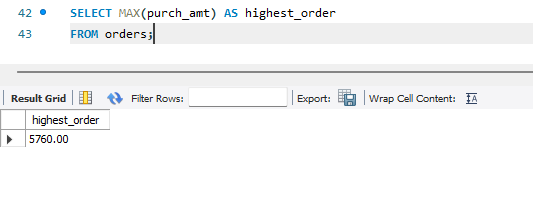 42 SELECT MAX(purch_amt) AS highest_order
43 FROM orders;
Result Grid Filter Rows: Export: Wrap Cell Content: IA
highest_order
5760.00